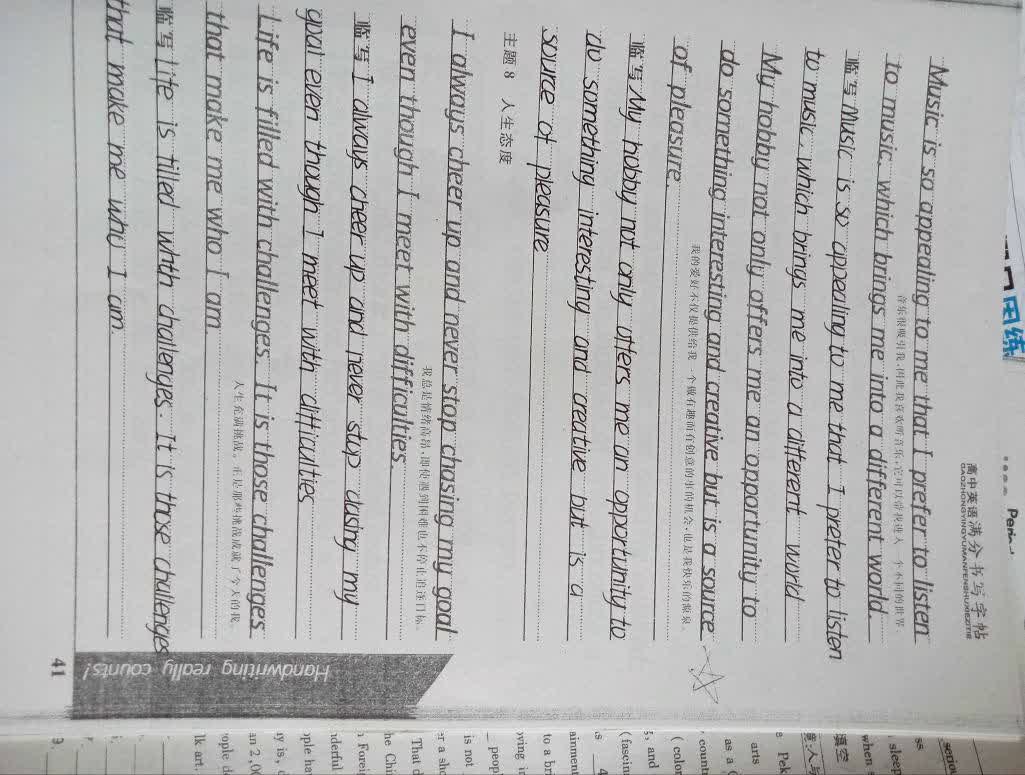 高中英语满分书写字帖
GAOZHONGYINGYUMANFENSHUXIEZITIE
Music is so appealing to me that I prefer to listen
音乐很吸引我,因此我喜欢听音乐,它可以带我进入一个不同的世界
to music, which brings me into a different world.
临写 Music is so appealing to me that I prefer to listen
to music, which brings me into a different world
My hobby not only offers me an opportunity to
do something interesting and creative but is a source
我的爱好不仅提供给我一个做有趣而有创意的事的机会,也是我快乐的源泉。
of pleasure.
临写 My hobby not only offers me an opportunity to
do something interesting and creative but is a
source of pleasure
主题 8 人生态度
I always cheer up and never stop chasing my goal
我总是情绪高昂,即使遇到困难也不停止追逐目标。
even though I meet with difficulties.
临写 I always cheer up and never stup clasing my
goal even though I meet with difficulties
Life is filled with challenges. It is those challenges
人生充满挑战。正是那些挑战成就了今天的我。
that make me who I am.
临写 life is filled whth challenges. It is those challenges
that make me who I am.
Handwriting really counts!
41